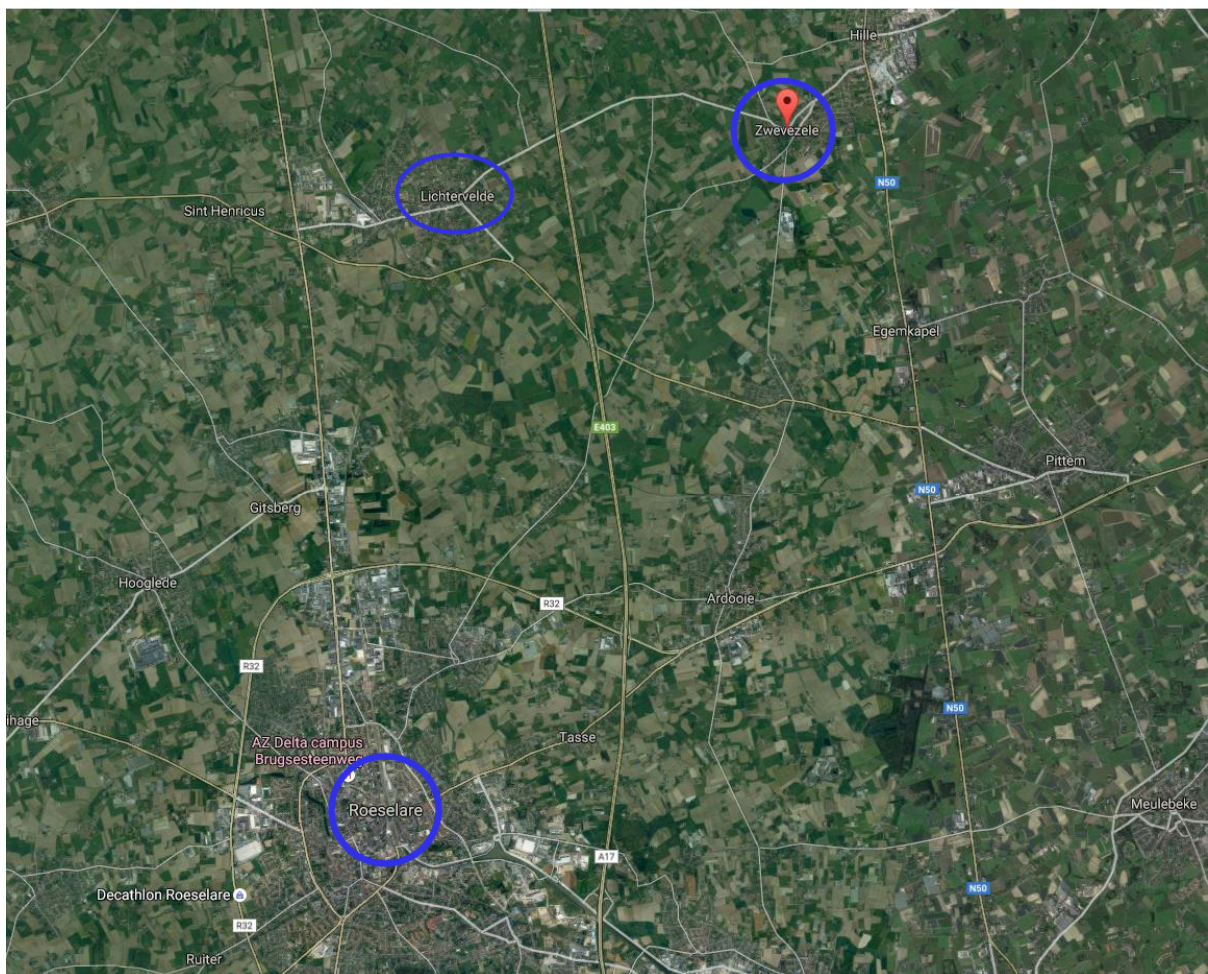 Hille
Zwevezele
N50
Lichtervelde
Sint Henricus
Egemkapel
E403
Pittem
N50
Gitsberg
Hooglede
Ardooie
R32
R32
N50
ihage
Tasse
AZ Delta campus
Brugsesteenweg
Roeselare
Meulebeke
A17
N50
Decathlon Roeselare
R32
Ruiter